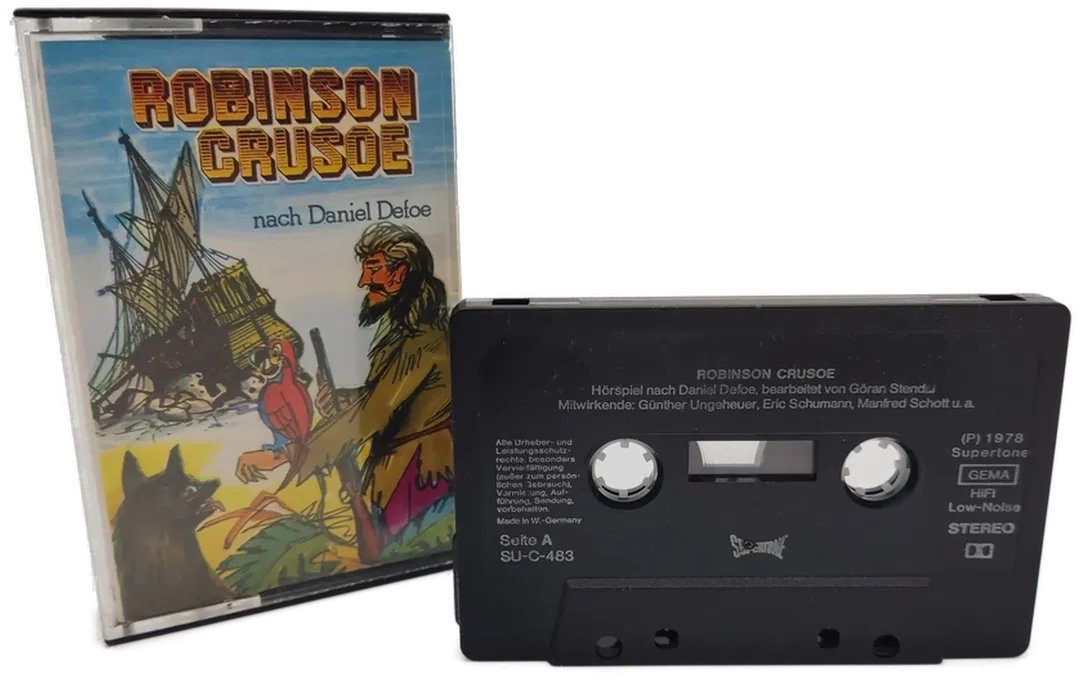 ROBINSON
CRUSOE
nach Daniel Defoe
ROBINSON CRUSOE
Hörspiel nach Daniel Defoe, bearbeitet von Göran Stendal
Mitwirkende: Günther Ungeheuer, Eric Schumann, Manfred Schott u. a.
Alle Urheber- und
Leistungsschutz-
rechte, besonders
Vervielfältigung
(außer zum persön-
lichen Gebrauch),
Vermietung, Auf-
führung, Sendung,
vorbehalten.
Made in W.-Germany
Seite A
SU-C-483
(P) 1978
Supertone
GEMA
HiFi
Low-Noise
STEREO
SUPERTONE